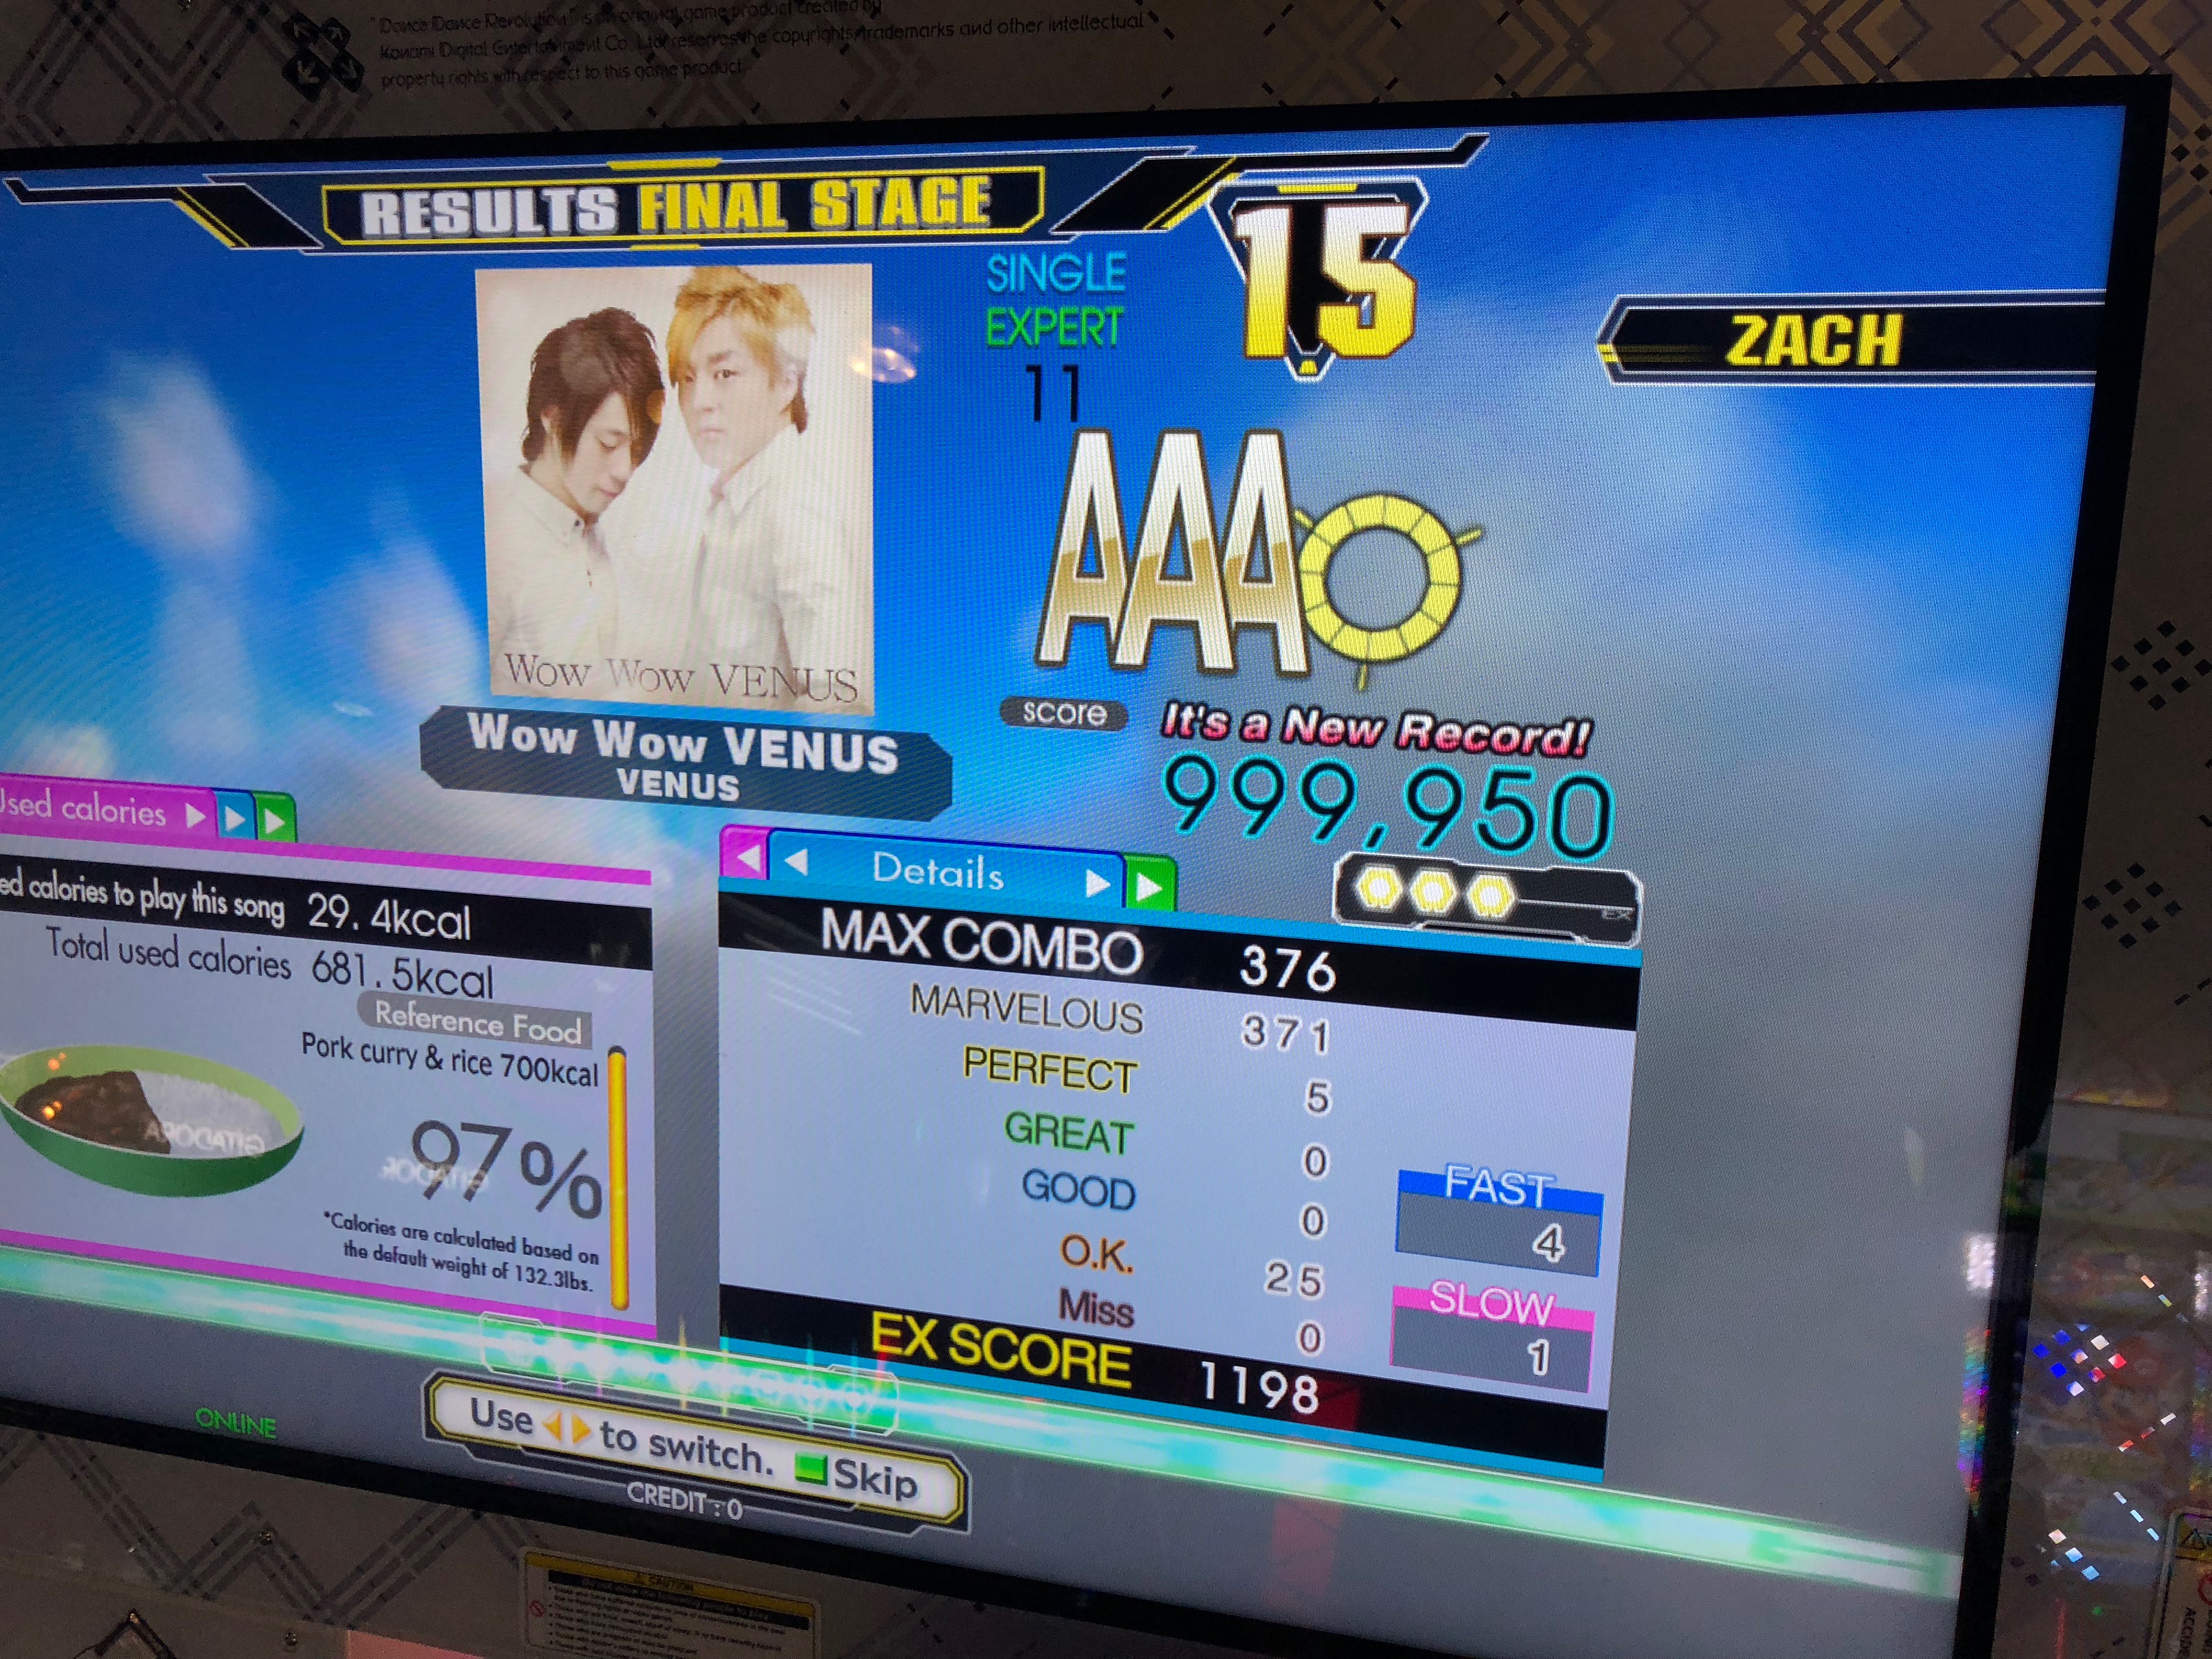 "Dance Dance Revolution" is an original game product created by
Konami Digital Entertainment Co., Ltd. reserves the copyrights, trademarks and other intellectual
property rights with respect to this game product.
RESULTS FINAL STAGE
15
SINGLE
EXPERT
11
ZACH
AAA
Wow Wow VENUS
Wow Wow VENUS
VENUS
score
It's a New Record!
999,950
EX
Used calories
ed calories to play this song 29.4kcal
Total used calories 681.5kcal
Reference Food
Pork curry & rice 700kcal
97%
*Calories are calculated based on
the default weight of 132.3lbs.
Details
MAX COMBO 376
MARVELOUS 371
PERFECT 5
GREAT 0
GOOD 0
O.K. 25
Miss 0
EX SCORE 1198
FAST
4
SLOW
1
ONLINE
Use to switch. Skip
CREDIT:0
CAUTION